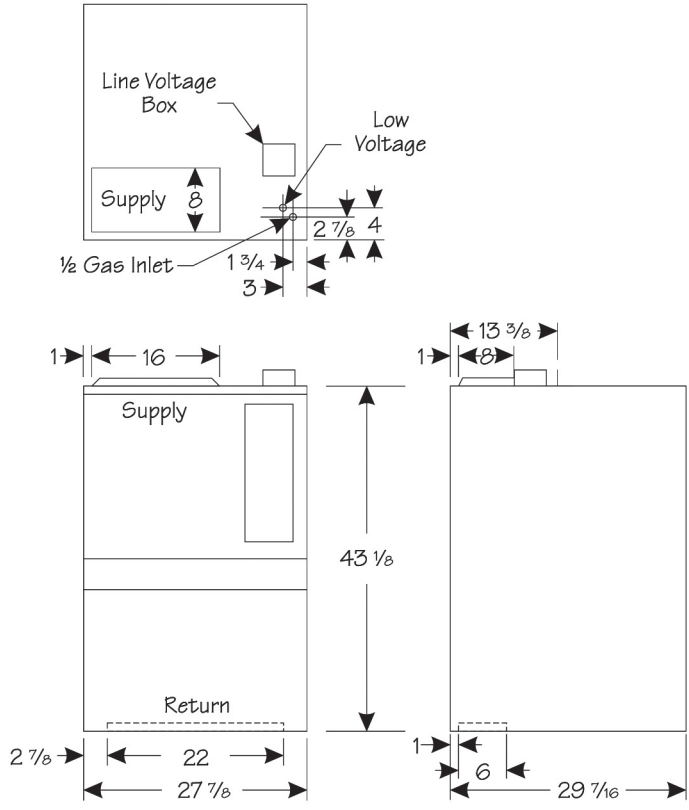 Line Voltage
Box
Low
Voltage
Supply
8
2 7/8
4
½ Gas Inlet
1 3/4
3
13 3/8
1
16
1
8
Supply
43 1/8
Return
2 7/8
22
1
6
27 7/8
29 7/16